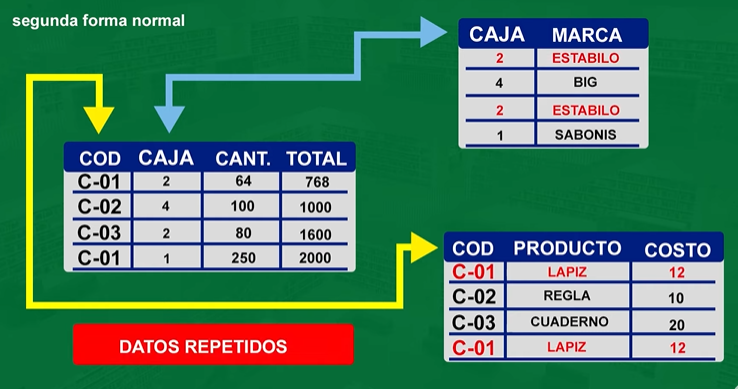 segunda forma normal
CAJA MARCA
2 ESTABILO
4 BIG
2 ESTABILO
1 SABONIS
COD CAJA CANT. TOTAL
C-01 2 64 768
C-02 4 100 1000
C-03 2 80 1600
C-01 1 250 2000
COD PRODUCTO COSTO
C-01 LAPIZ 12
C-02 REGLA 10
C-03 CUADERNO 20
C-01 LAPIZ 12
DATOS REPETIDOS